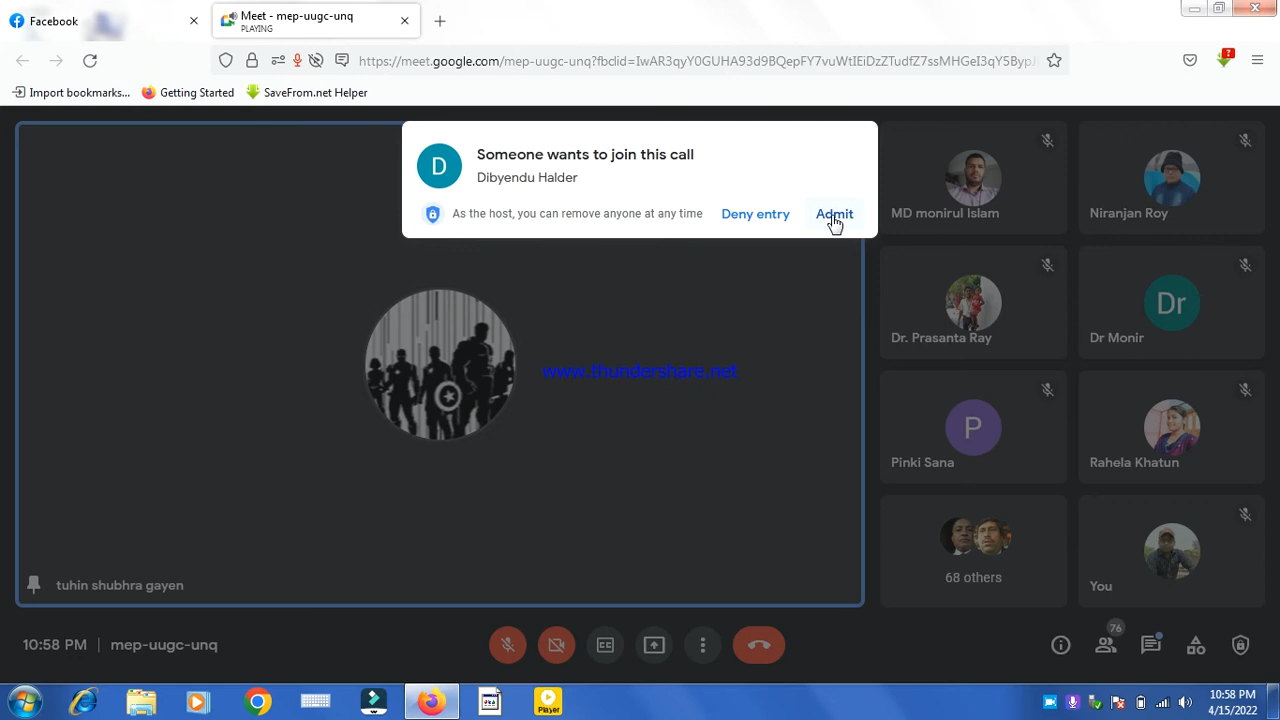 Facebook
Meet - mep-uugc-unq
PLAYING
https://meet.google.com/mep-uugc-unq?fbclid=IwAR3qyY0GUHA93d9BQepFY7vuWtIEiDzZTudfZ7ssMHGeI3qY5BypJ
?
Import bookmarks...
Getting Started
SaveFrom.net Helper
D
Someone wants to join this call
Dibyendu Halder
As the host, you can remove anyone at any time
Deny entry
Admit
MD monirul Islam
Niranjan Roy
Dr. Prasanta Ray
Dr
Dr Monir
www.thundershare.net
P
Pinki Sana
Rahela Khatun
68 others
You
tuhin shubhra gayen
10:58 PM | mep-uugc-unq
CC
76
Player
10:58 PM
4/15/2022